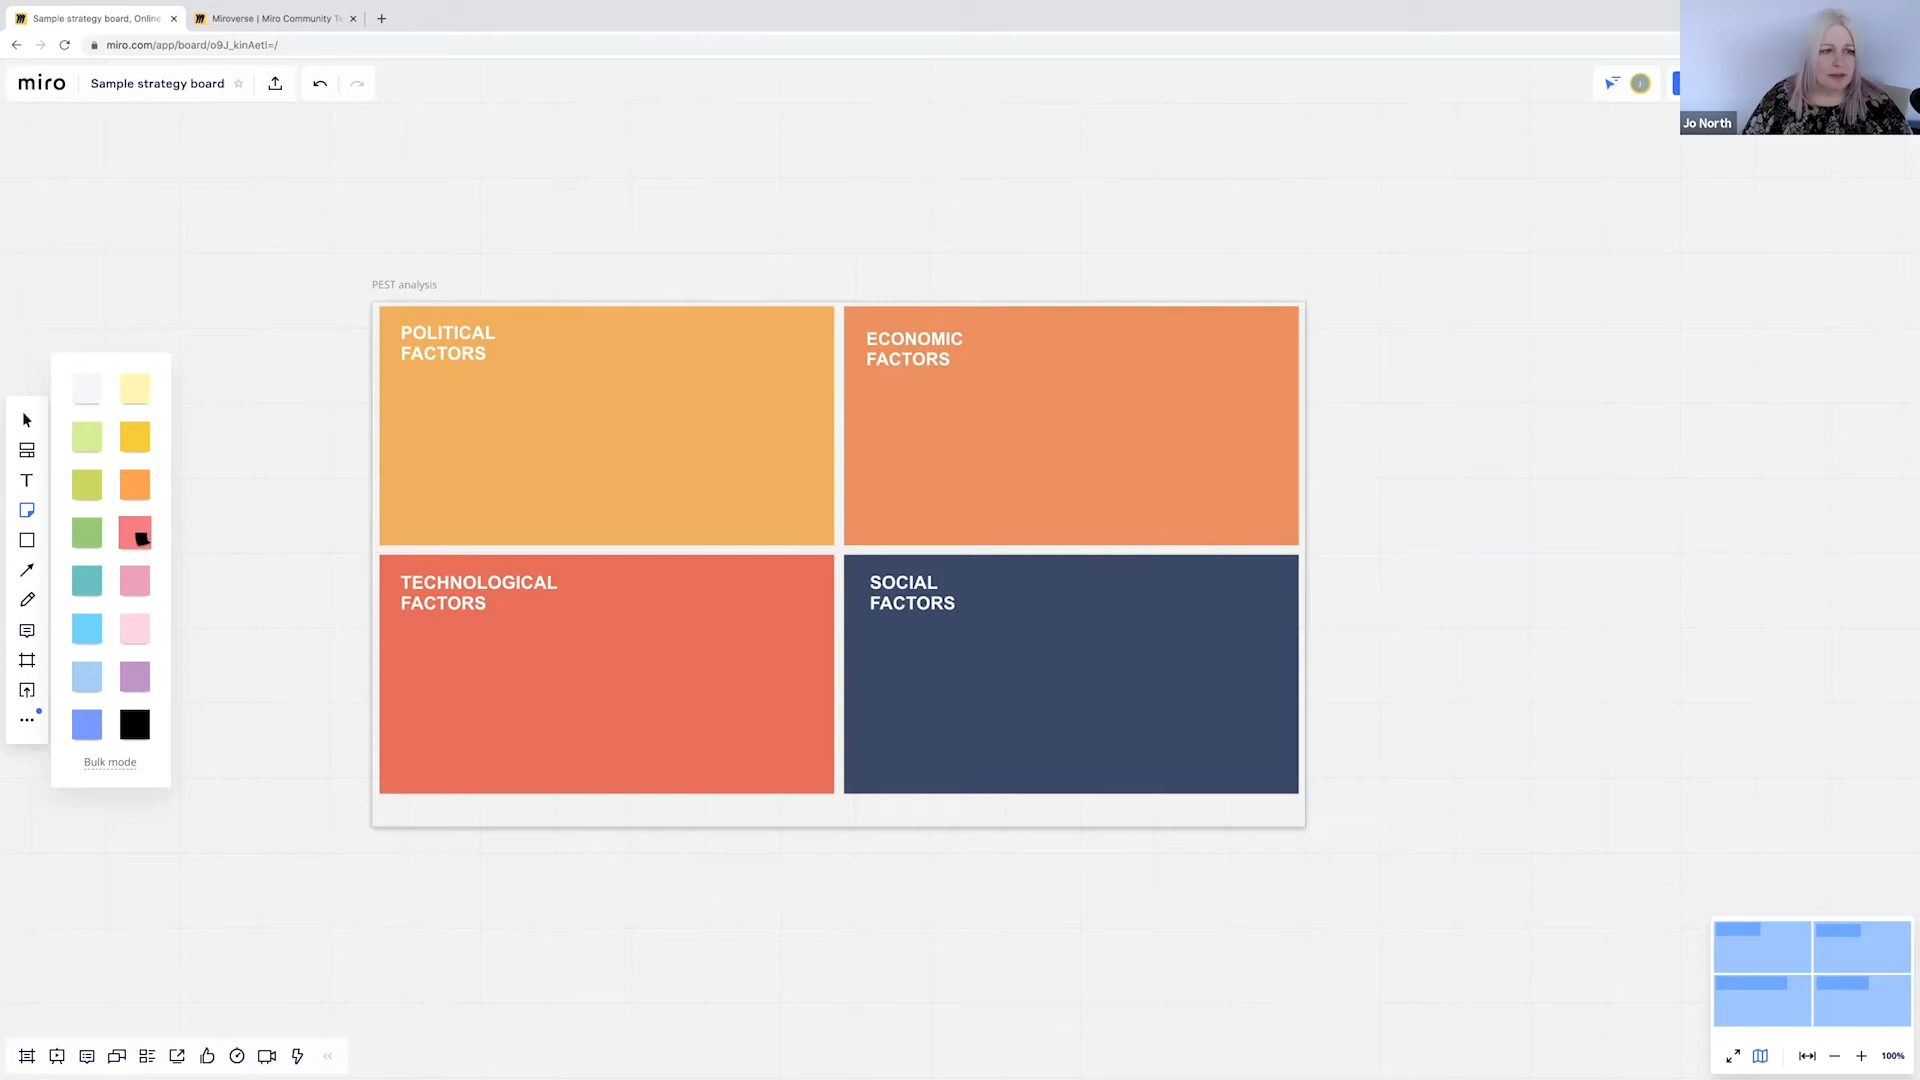 Sample strategy board, Online
Miroverse | Miro Community Te
miro.com/app/board/o9J_kinAetI=/
miro
Sample strategy board
Jo North
PEST analysis
POLITICAL
FACTORS
ECONOMIC
FACTORS
TECHNOLOGICAL
FACTORS
SOCIAL
FACTORS
T
Bulk mode
100%